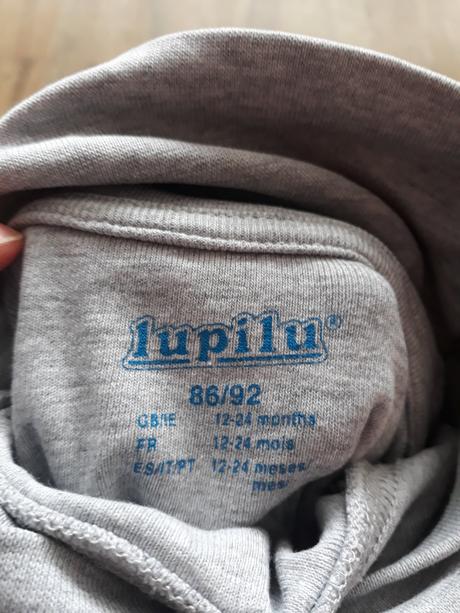 lupilu®
86/92
GB/IE 12-24 months
FR 12-24 mois
ES/IT/PT 12-24 meses/
mesi